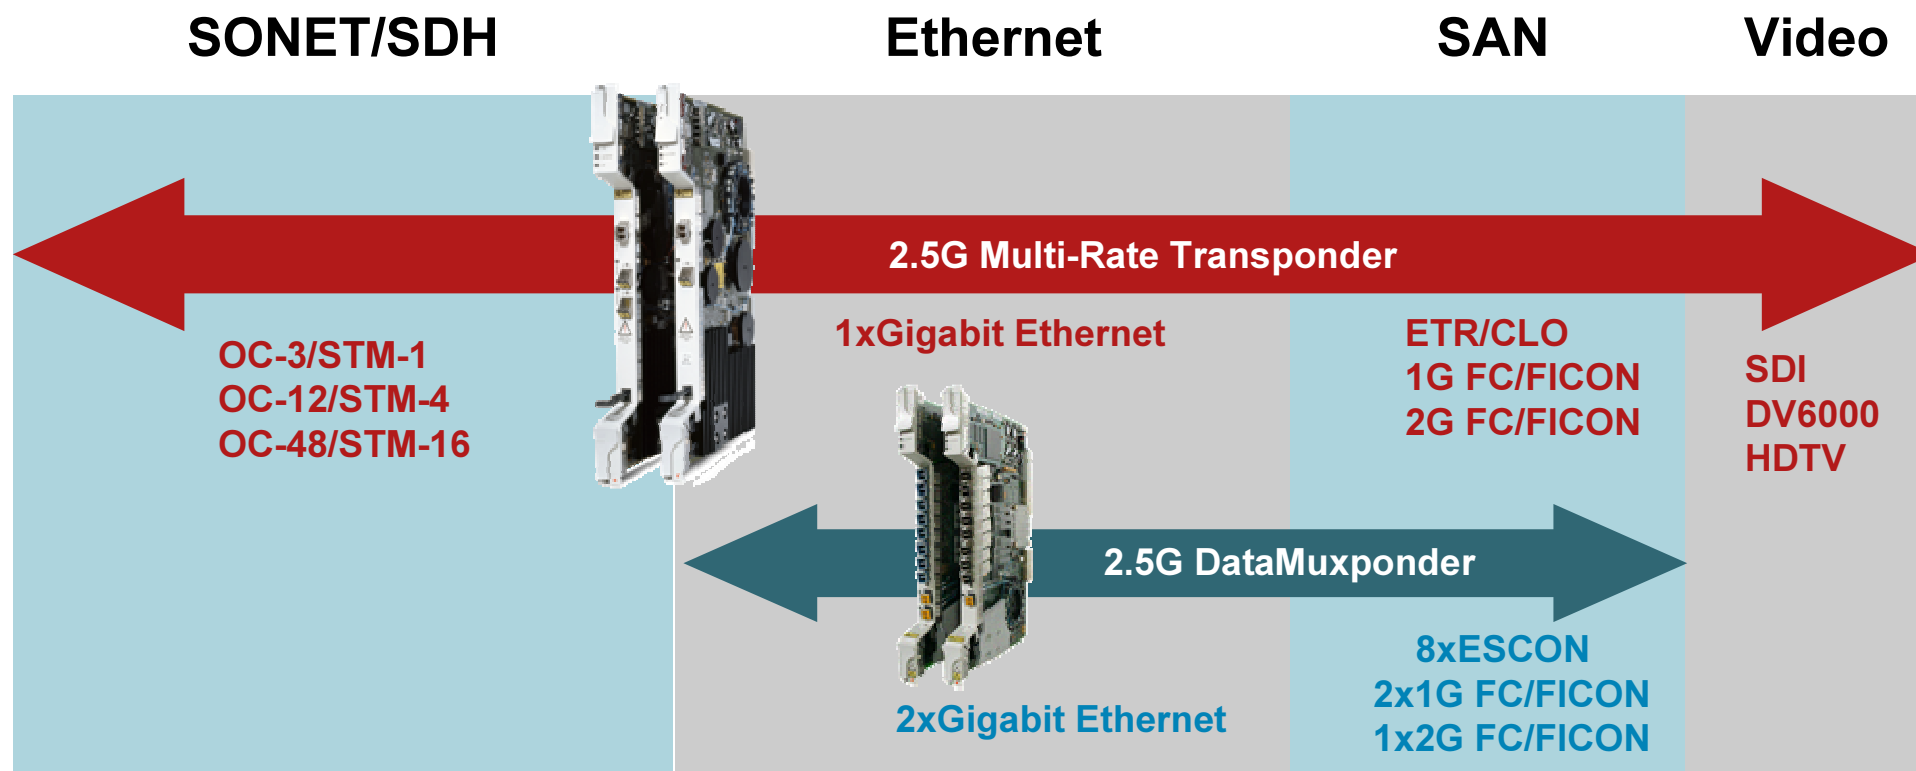 SONET/SDH
Ethernet
SAN
Video
2.5G Multi-Rate Transponder
OC-3/STM-1
OC-12/STM-4
OC-48/STM-16
1xGigabit Ethernet
ETR/CLO
1G FC/FICON
2G FC/FICON
SDI
DV6000
HDTV
2.5G DataMuxponder
2xGigabit Ethernet
8xESCON
2x1G FC/FICON
1x2G FC/FICON